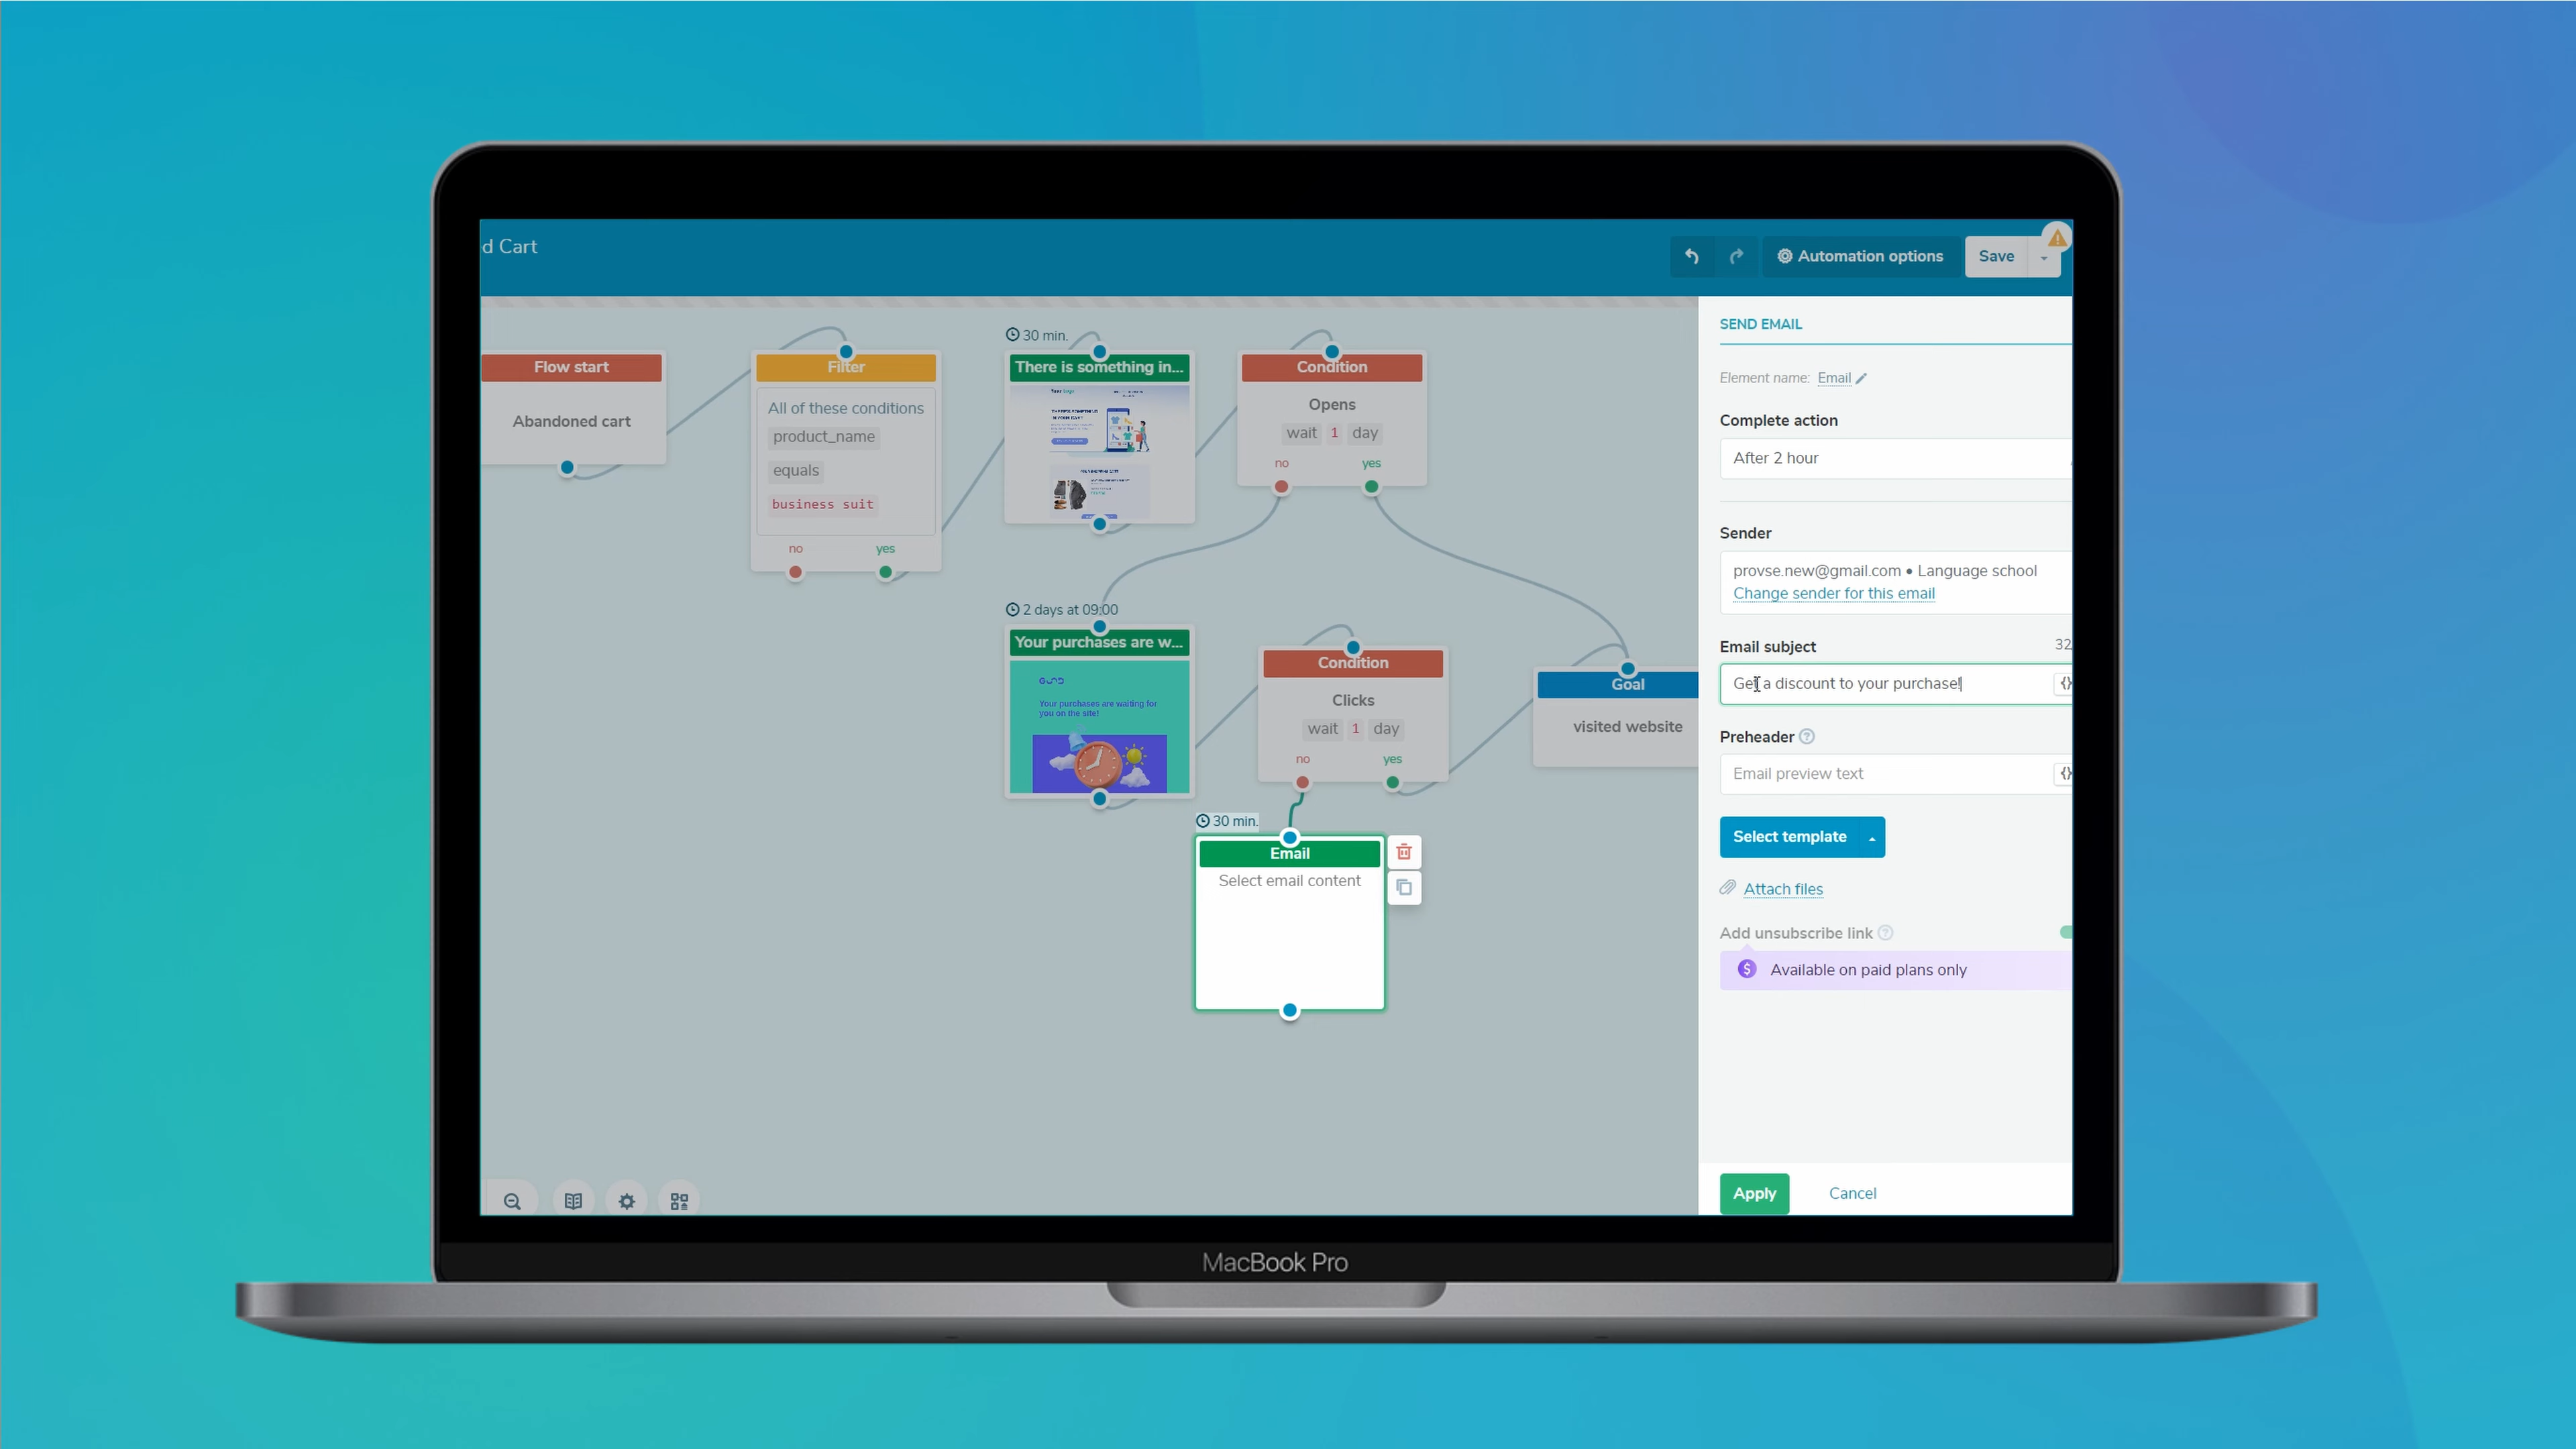 d Cart
Automation options
Save
Flow start
Abandoned cart
Filter
All of these conditions
product_name
equals
business suit
no
yes
30 min.
There is something in...
Condition
Opens
wait 1 day
no
yes
2 days at 09:00
Your purchases are w...
Your purchases are waiting for
you on the site!
Condition
Clicks
wait 1 day
no
yes
Goal
visited website
30 min.
Email
Select email content
SEND EMAIL
Element name: Email
Complete action
After 2 hour
Sender
provse.new@gmail.com • Language school
Change sender for this email
Email subject
32
Get a discount to your purchase!
{}
Preheader ?
Email preview text
{}
Select template
Attach files
Add unsubscribe link ?
$ Available on paid plans only
Apply
Cancel
MacBook Pro